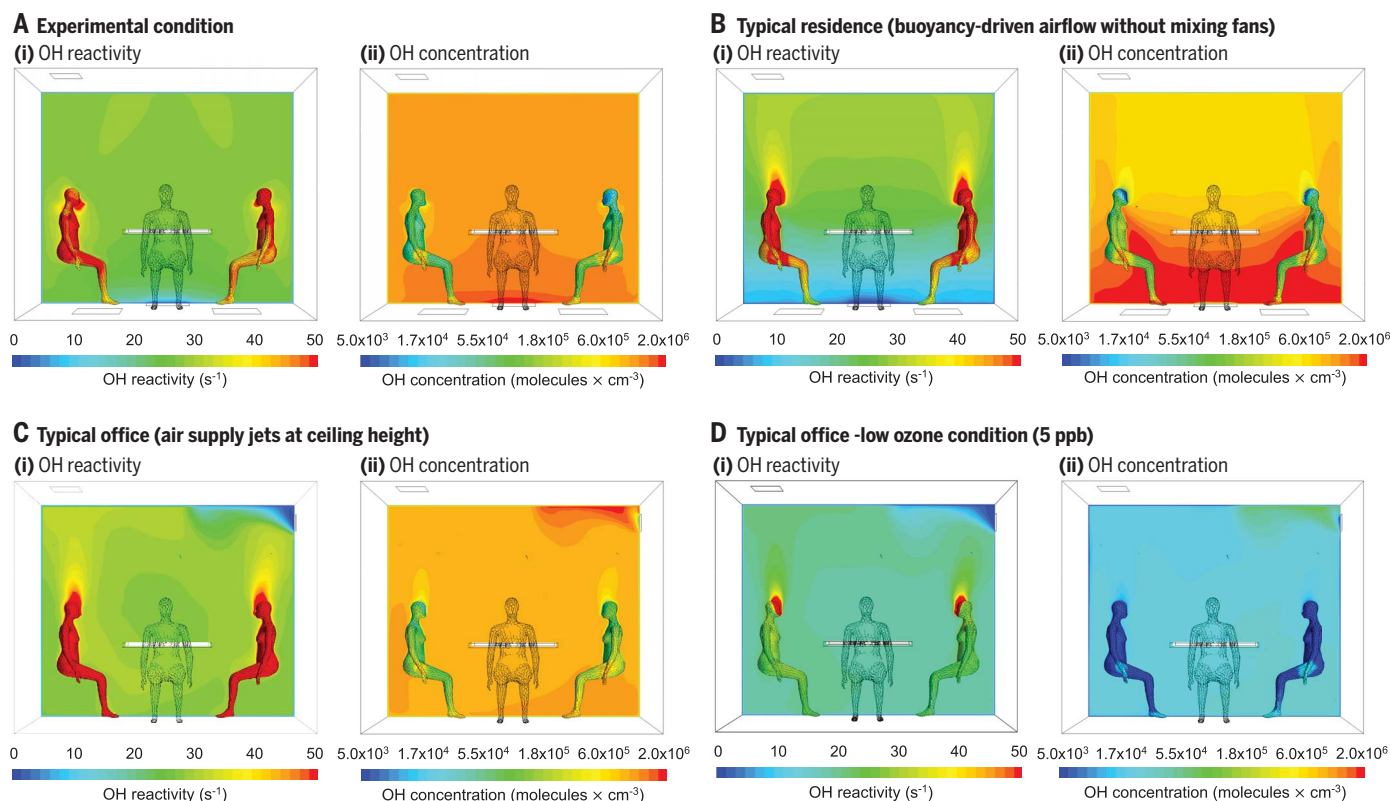 A Experimental condition
(i) OH reactivity
(ii) OH concentration
0 10 20 30 40 50
OH reactivity (s⁻¹)
5.0x10³ 1.7x10⁴ 5.5x10⁴ 1.8x10⁵ 6.0x10⁵ 2.0x10⁶
OH concentration (molecules × cm⁻³)
B Typical residence (buoyancy-driven airflow without mixing fans)
(i) OH reactivity
(ii) OH concentration
0 10 20 30 40 50
OH reactivity (s⁻¹)
5.0x10³ 1.7x10⁴ 5.5x10⁴ 1.8x10⁵ 6.0x10⁵ 2.0x10⁶
OH concentration (molecules × cm⁻³)
C Typical office (air supply jets at ceiling height)
(i) OH reactivity
(ii) OH concentration
0 10 20 30 40 50
OH reactivity (s⁻¹)
5.0x10³ 1.7x10⁴ 5.5x10⁴ 1.8x10⁵ 6.0x10⁵ 2.0x10⁶
OH concentration (molecules × cm⁻³)
D Typical office -low ozone condition (5 ppb)
(i) OH reactivity
(ii) OH concentration
0 10 20 30 40 50
OH reactivity (s⁻¹)
5.0x10³ 1.7x10⁴ 5.5x10⁴ 1.8x10⁵ 6.0x10⁵ 2.0x10⁶
OH concentration (molecules × cm⁻³)